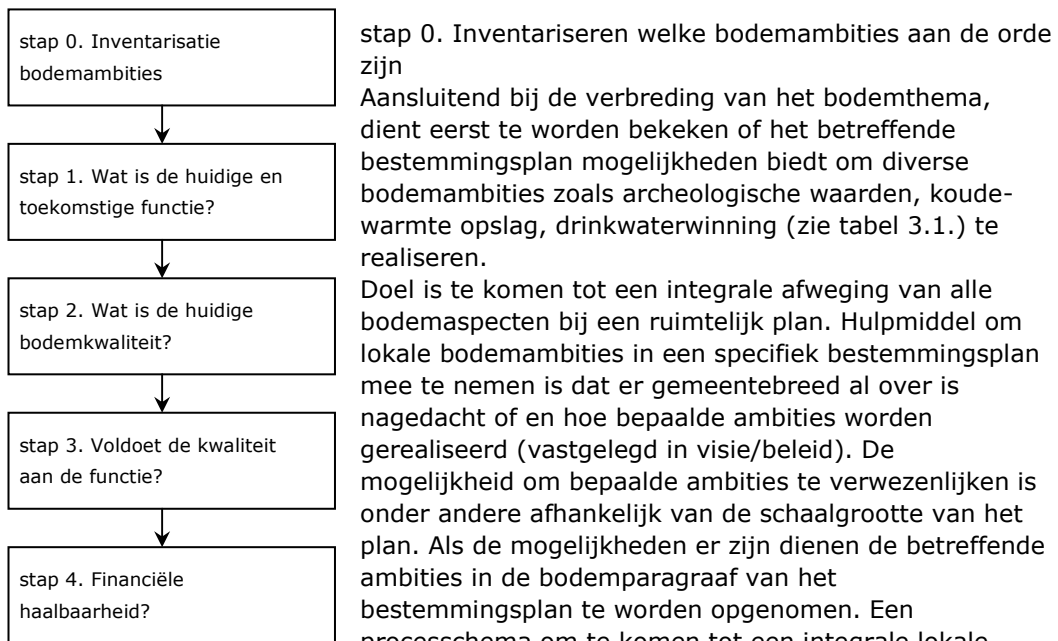 stap 0. Inventarisatie
bodemambities
stap 1. Wat is de huidige en
toekomstige functie?
stap 2. Wat is de huidige
bodemkwaliteit?
stap 3. Voldoet de kwaliteit
aan de functie?
stap 4. Financiële
haalbaarheid?
stap 0. Inventariseren welke bodemambities aan de orde
zijn
Aansluitend bij de verbreding van het bodemthema,
dient eerst te worden bekeken of het betreffende
bestemmingsplan mogelijkheden biedt om diverse
bodemambities zoals archeologische waarden, koude-
warmte opslag, drinkwaterwinning (zie tabel 3.1.) te
realiseren.
Doel is te komen tot een integrale afweging van alle
bodemaspecten bij een ruimtelijk plan. Hulpmiddel om
lokale bodemambities in een specifiek bestemmingsplan
mee te nemen is dat er gemeentebreed al over is
nagedacht of en hoe bepaalde ambities worden
gerealiseerd (vastgelegd in visie/beleid). De
mogelijkheid om bepaalde ambities te verwezenlijken is
onder andere afhankelijk van de schaalgrootte van het
plan. Als de mogelijkheden er zijn dienen de betreffende
ambities in de bodemparagraaf van het
bestemmingsplan te worden opgenomen. Een
processchema om te komen tot een integrale lokale